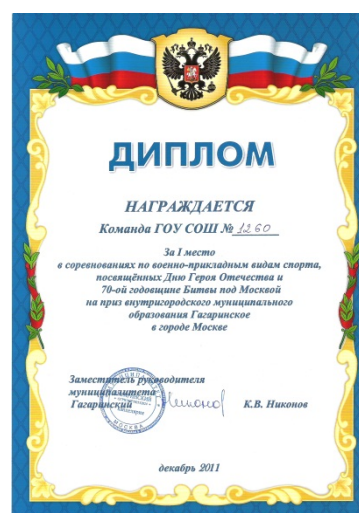 ДИПЛОМ
НАГРАЖДАЕТСЯ
Команда ГОУ СОШ № 1260
За I место
в соревнованиях по военно-прикладным видам спорта,
посвящённых Дню Героя Отечества и
70-ой годовщине Битвы под Москвой
на приз внутригородского муниципального
образования Гагаринское
в городе Москве
Заместитель руководителя
муниципалитета
Гагаринский
К.В. Никонов
МОСКВА
декабрь 2011